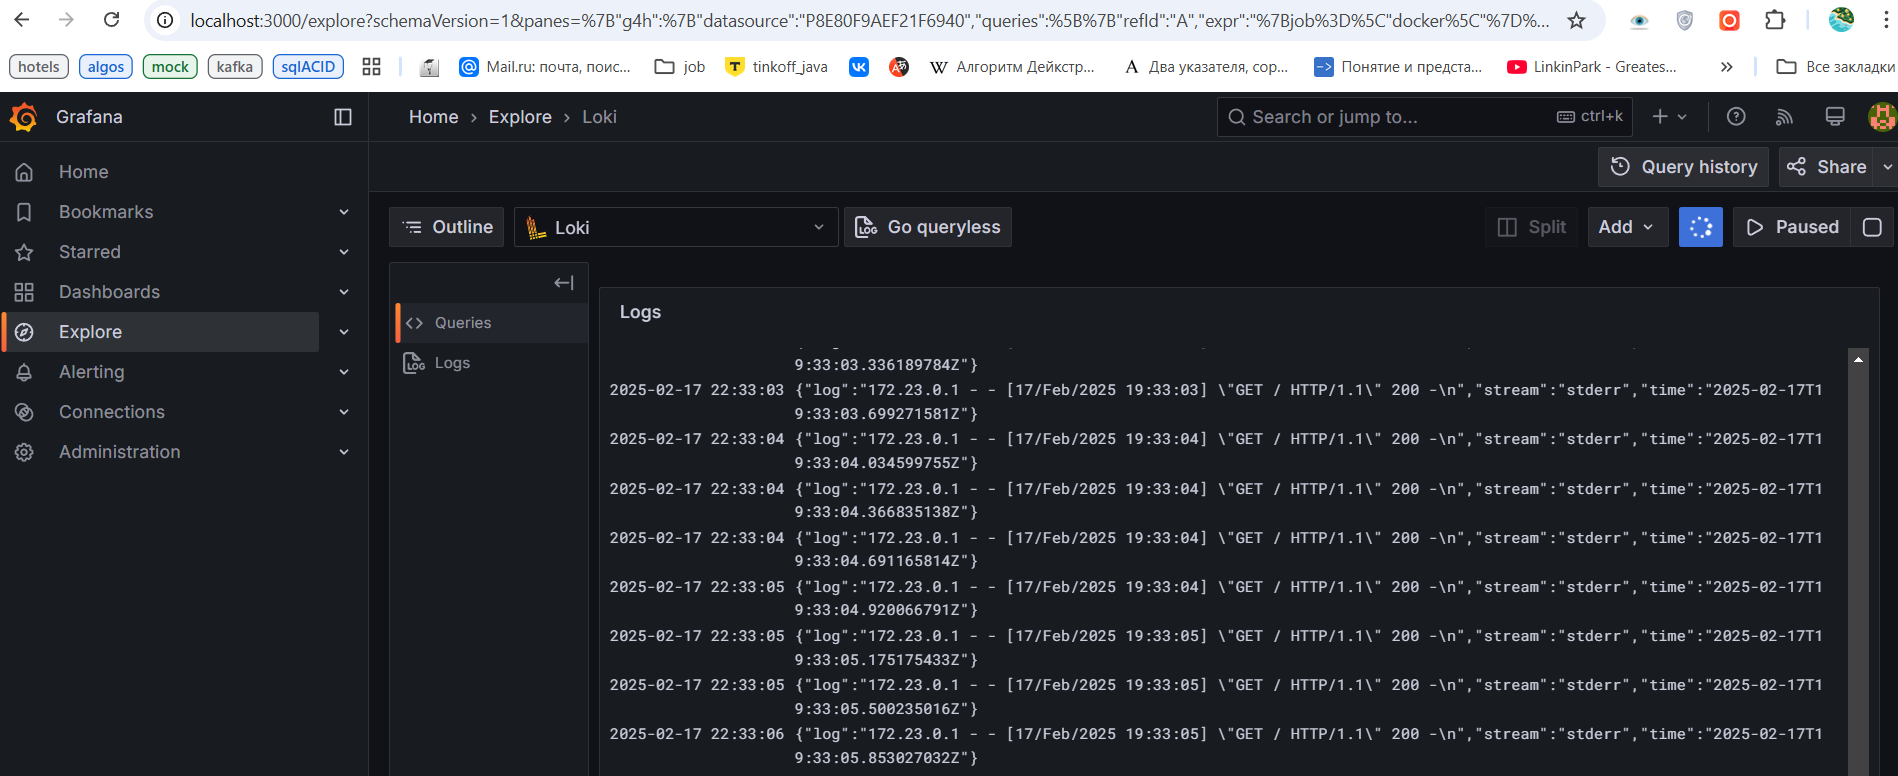 localhost:3000/explore?schemaVersion=1&panes=%7B"g4h":%7B"datasource":"P8E80F9AEF21F6940","queries":%5B%7B"refId":"A","expr":"%7Bjob%3D%5C"docker%5C"%7D%...
hotels algos mock kafka sqlACID Mail.ru: почта, поис... job tinkoff_java Алгоритм Дейкстр... Два указателя, сор... Понятие и предста... LinkinPark - Greates... » Все закладки
Grafana Home › Explore › Loki Search or jump to... ctrl+k
Home
Query history Share
Bookmarks
Outline Loki Go queryless Split Add Paused
Starred
Dashboards
Explore
Alerting
Connections
Administration
Queries
Logs
Logs
9:33:03.336189784Z"}
2025-02-17 22:33:03 {"log":"172.23.0.1 - - [17/Feb/2025 19:33:03] \"GET / HTTP/1.1\" 200 -\n","stream":"stderr","time":"2025-02-17T1
9:33:03.699271581Z"}
2025-02-17 22:33:04 {"log":"172.23.0.1 - - [17/Feb/2025 19:33:04] \"GET / HTTP/1.1\" 200 -\n","stream":"stderr","time":"2025-02-17T1
9:33:04.034599755Z"}
2025-02-17 22:33:04 {"log":"172.23.0.1 - - [17/Feb/2025 19:33:04] \"GET / HTTP/1.1\" 200 -\n","stream":"stderr","time":"2025-02-17T1
9:33:04.366835138Z"}
2025-02-17 22:33:04 {"log":"172.23.0.1 - - [17/Feb/2025 19:33:04] \"GET / HTTP/1.1\" 200 -\n","stream":"stderr","time":"2025-02-17T1
9:33:04.691165814Z"}
2025-02-17 22:33:05 {"log":"172.23.0.1 - - [17/Feb/2025 19:33:04] \"GET / HTTP/1.1\" 200 -\n","stream":"stderr","time":"2025-02-17T1
9:33:04.920066791Z"}
2025-02-17 22:33:05 {"log":"172.23.0.1 - - [17/Feb/2025 19:33:05] \"GET / HTTP/1.1\" 200 -\n","stream":"stderr","time":"2025-02-17T1
9:33:05.175175433Z"}
2025-02-17 22:33:05 {"log":"172.23.0.1 - - [17/Feb/2025 19:33:05] \"GET / HTTP/1.1\" 200 -\n","stream":"stderr","time":"2025-02-17T1
9:33:05.500235016Z"}
2025-02-17 22:33:06 {"log":"172.23.0.1 - - [17/Feb/2025 19:33:05] \"GET / HTTP/1.1\" 200 -\n","stream":"stderr","time":"2025-02-17T1
9:33:05.853027032Z"}